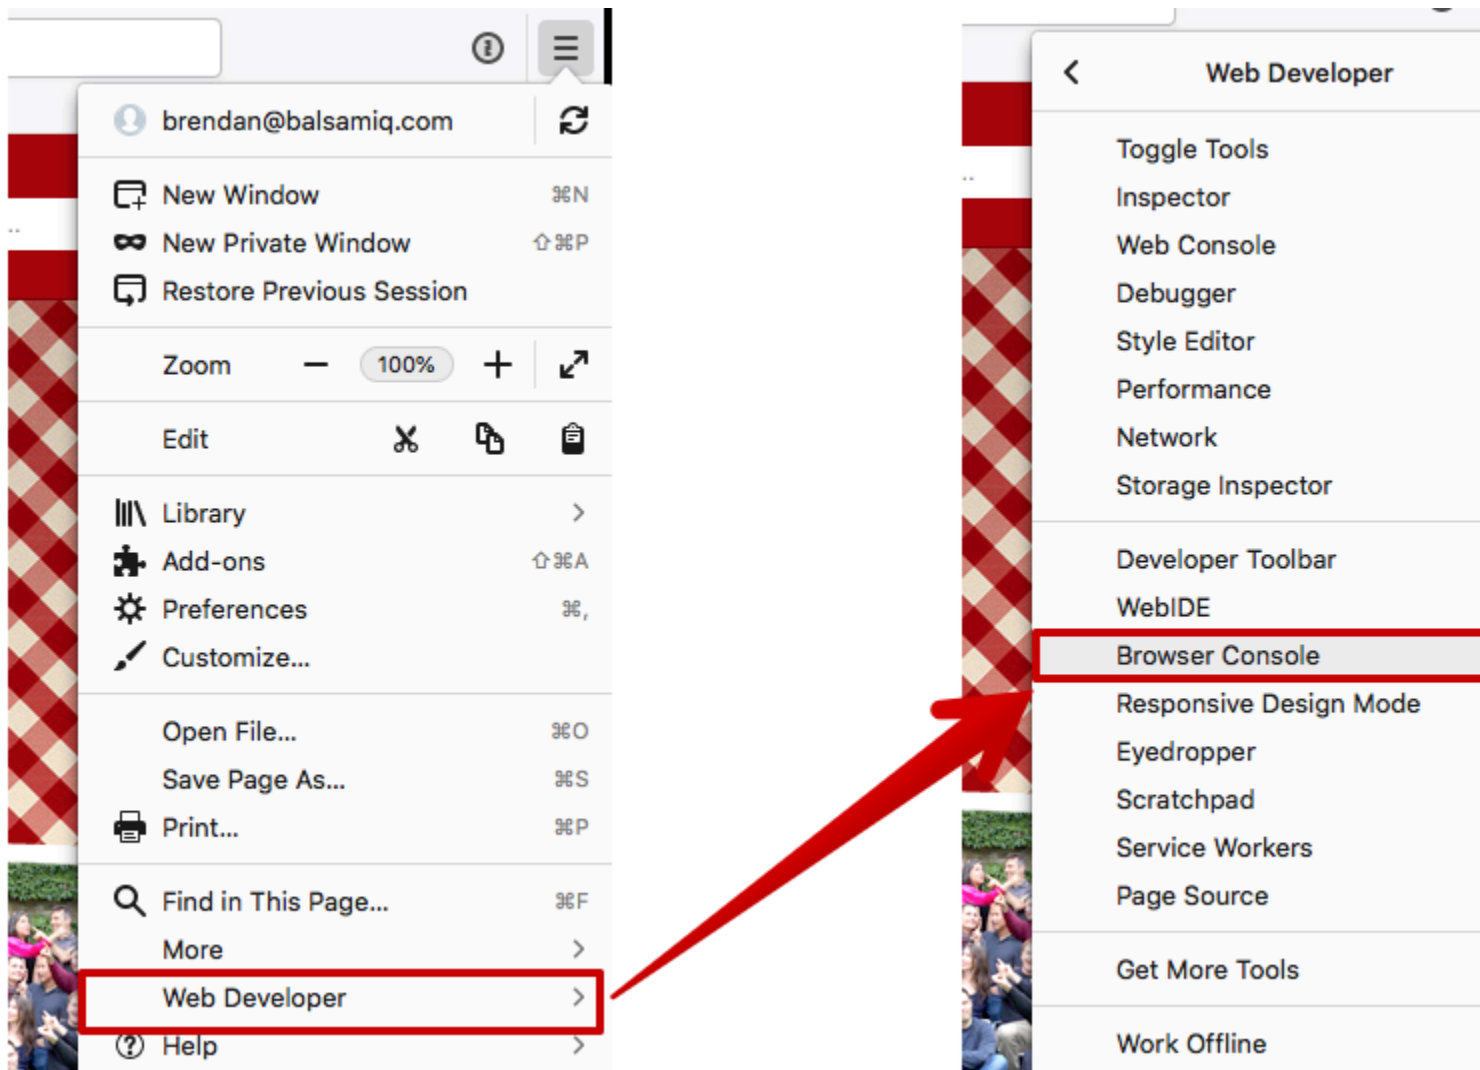 brendan@balsamiq.com
New Window ⌘N
New Private Window ⇧⌘P
Restore Previous Session
Zoom − 100% +
Edit
Library
Add-ons ⇧⌘A
Preferences ⌘,
Customize...
Open File... ⌘O
Save Page As... ⌘S
Print... ⌘P
Find in This Page... ⌘F
More
Web Developer
Help
Web Developer
Toggle Tools
Inspector
Web Console
Debugger
Style Editor
Performance
Network
Storage Inspector
Developer Toolbar
WebIDE
Browser Console
Responsive Design Mode
Eyedropper
Scratchpad
Service Workers
Page Source
Get More Tools
Work Offline